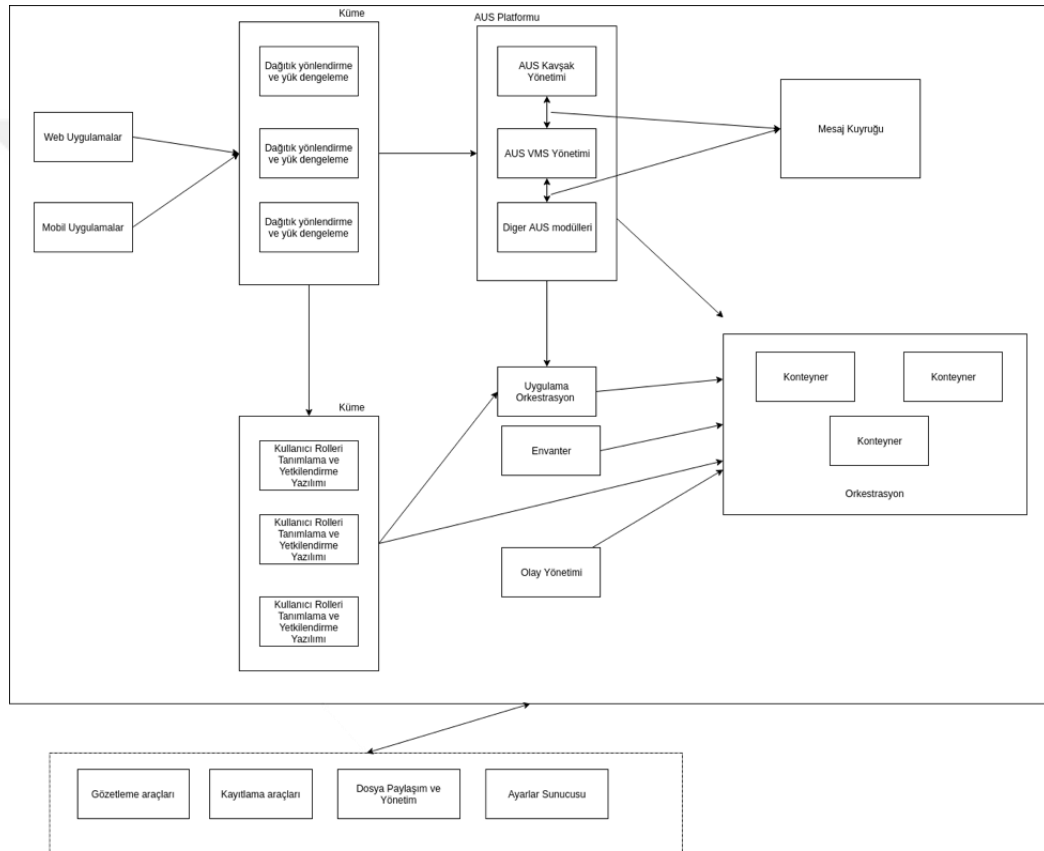 Küme
AUS Platformu
Dağıtık yönlendirme
ve yük dengeleme
AUS Kavşak
Yönetimi
Web Uygulamalar
Mesaj Kuyruğu
Dağıtık yönlendirme
ve yük dengeleme
AUS VMS Yönetimi
Mobil Uygulamalar
Dağıtık yönlendirme
ve yük dengeleme
Diger AUS modülleri
Uygulama
Orkestrasyon
Konteyner
Konteyner
Küme
Kullanıcı Rolleri
Tanımlama ve
Yetkilendirme
Yazılımı
Envanter
Konteyner
Orkestrasyon
Kullanıcı Rolleri
Tanımlama ve
Yetkilendirme
Yazılımı
Olay Yönetimi
Kullanıcı Rolleri
Tanımlama ve
Yetkilendirme
Yazılımı
Gözetleme araçları
Kayıtlama araçları
Dosya Paylaşım ve
Yönetim
Ayarlar Sunucusu